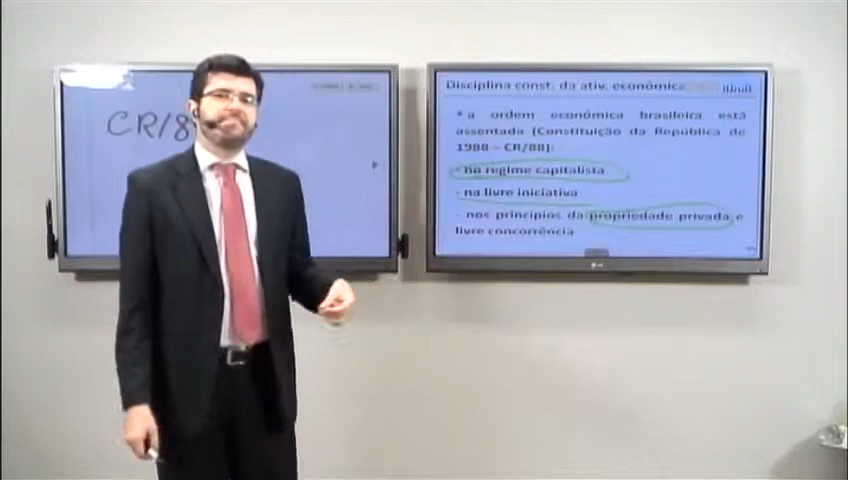 CR/8
Disciplina const. da ativ. econômica
* a ordem econômica brasileira está
assentada (Constituição da República de
1988 – CR/88):
- no regime capitalista
- na livre iniciativa
- nos princípios da propriedade privada e
livre concorrência
LG